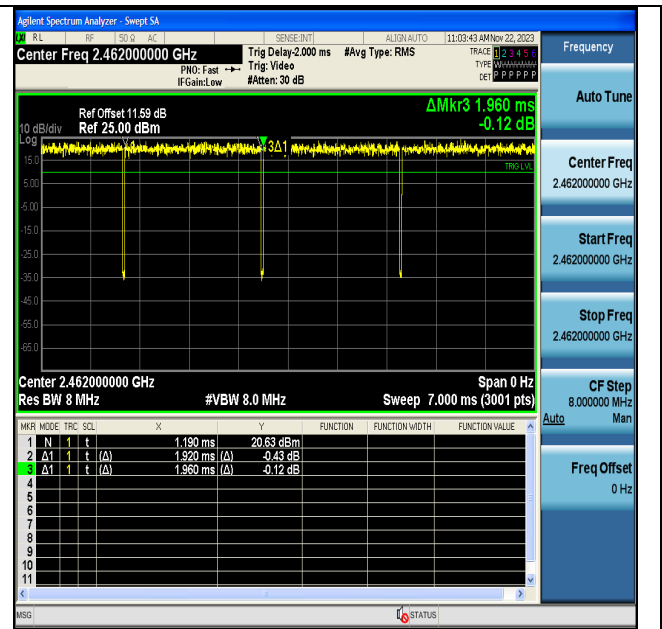 Agilent Spectrum Analyzer - Swept SA
LXI RL RF 50 Ω AC SENSE:INT ALIGN AUTO 11:03:43 AM Nov 22, 2023
Center Freq 2.462000000 GHz Trig Delay-2.000 ms #Avg Type: RMS TRACE 1 2 3 4 5 6
PNO: Fast Trig: Video TYPE
IFGain:Low #Atten: 30 dB DET P P P P P P
Frequency
Auto Tune
Center Freq
2.462000000 GHz
Start Freq
2.462000000 GHz
Stop Freq
2.462000000 GHz
CF Step
8.000000 MHz
Auto Man
Freq Offset
0 Hz
ΔMkr3 1.960 ms
-0.12 dB
Ref Offset 11.59 dB
10 dB/div Ref 25.00 dBm
Log
3Δ1
TRIG LVL
15.0
5.00
-5.00
-15.0
-25.0
-35.0
-45.0
-55.0
-65.0
Center 2.462000000 GHz Span 0 Hz
Res BW 8 MHz #VBW 8.0 MHz Sweep 7.000 ms (3001 pts)
MKR MODE TRC SCL X Y FUNCTION FUNCTION WIDTH FUNCTION VALUE
1 N 1 t 1.190 ms 20.63 dBm
2 Δ1 1 t (Δ) 1.920 ms (Δ) -0.43 dB
3 Δ1 1 t (Δ) 1.960 ms (Δ) -0.12 dB
4
5
6
7
8
9
10
11
MSG STATUS